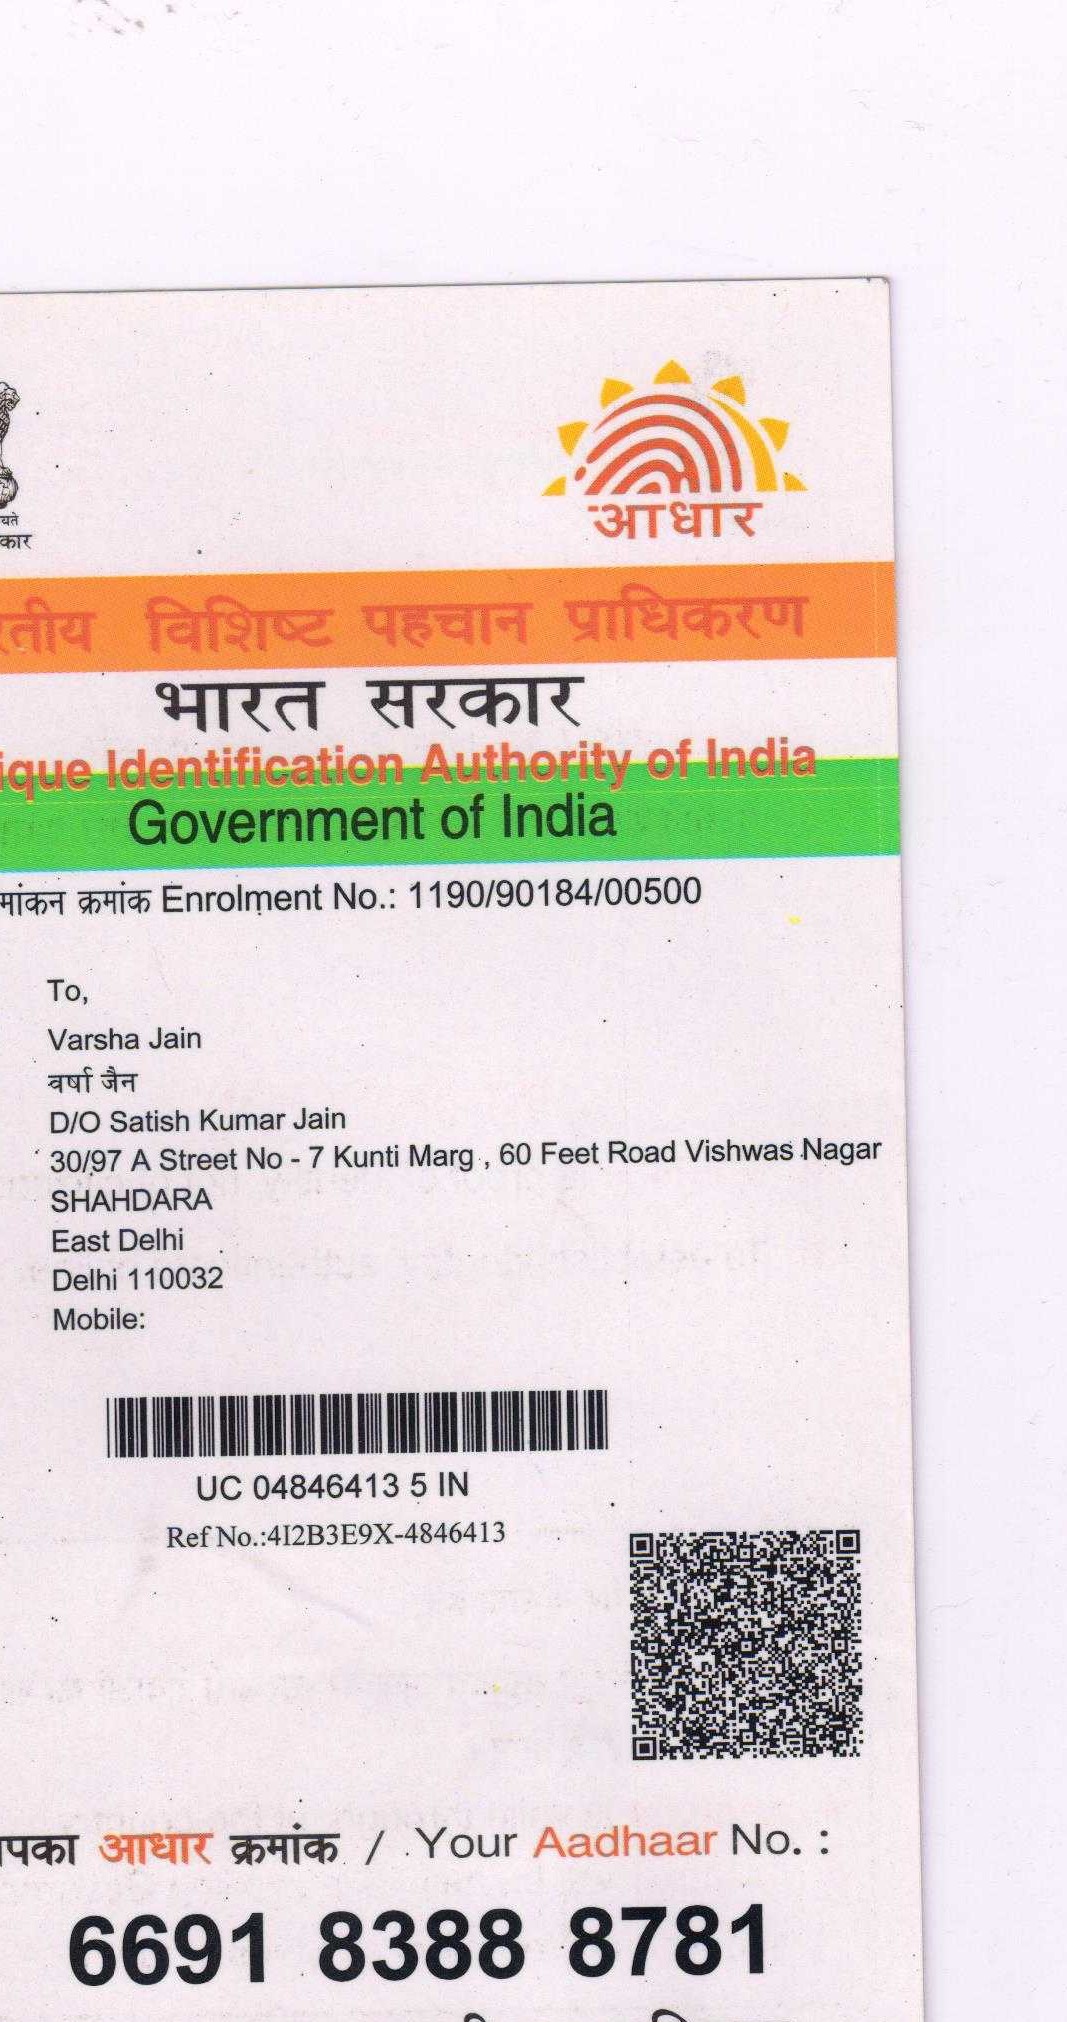 आधार
कार
विशिष्ट पहचान प्राधिकरण
भारत सरकार
ique Identification Authority of India
Government of India
मांकन क्रमांक Enrolment No.: 1190/90184/00500
To,
Varsha Jain
वर्षा जैन
D/O Satish Kumar Jain
30/97 A Street No - 7 Kunti Marg , 60 Feet Road Vishwas Nagar
SHAHDARA
East Delhi
Delhi 110032
Mobile:
UC 04846413 5 IN
Ref No.:4I2B3E9X-4846413
पका आधार क्रमांक / Your Aadhaar No. :
6691 8388 8781